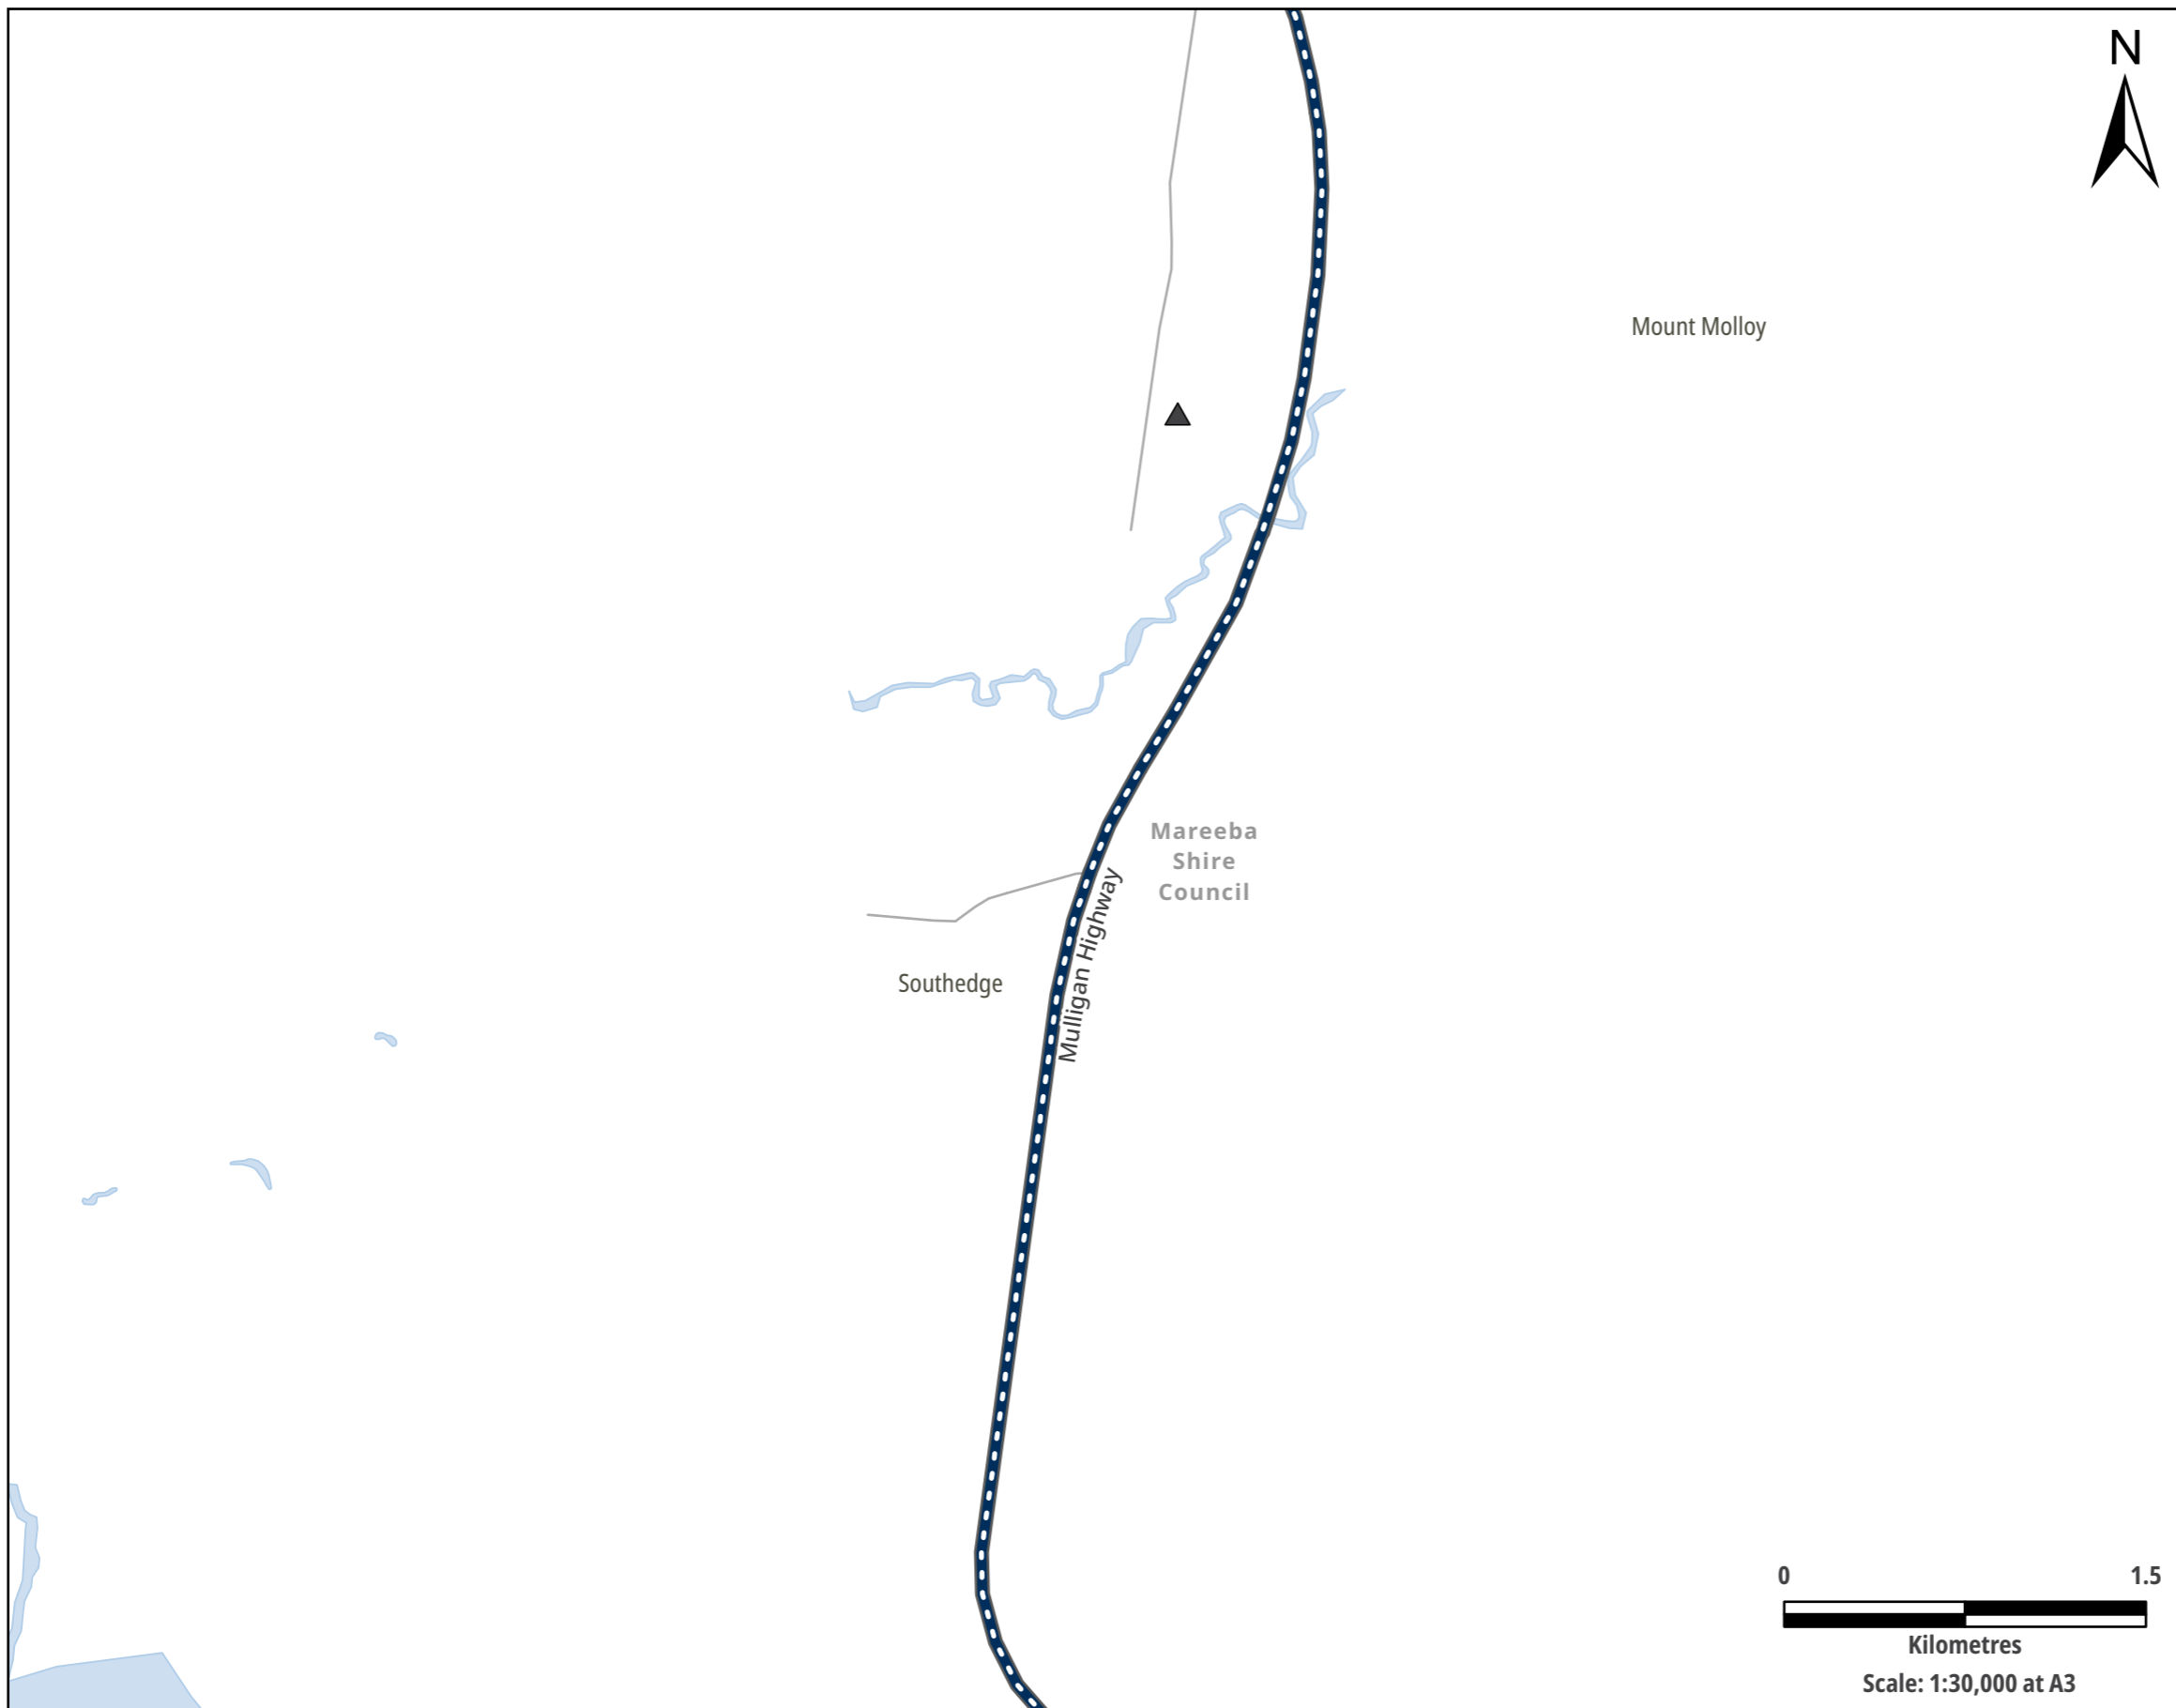 N
Mount Molloy
Mareeba
Shire
Council
Mulligan Highway
Southedge
0 1.5
Kilometres
Scale: 1:30,000 at A3